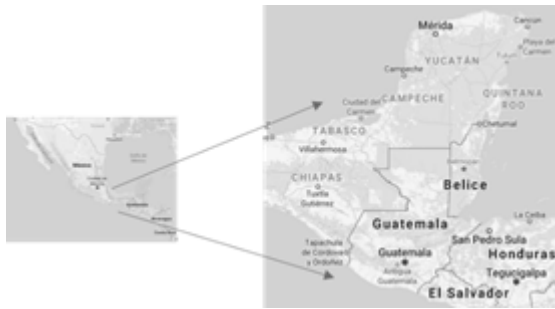 Mérida
Cancún
Playa del
Carmen
YUCATÁN
Campeche
QUINTANA
ROO
Ciudad del
Carmen
CAMPECHE
Chetumal
TABASCO
Villahermosa
CHIAPAS
Tuxtla
Gutiérrez
Belice
Guatemala
La Ceiba
San Pedro Sula
Tapachula
de Córdova
y Ordóñez
Guatemala
Antigua
Guatemala
Honduras
Tegucigalpa
El Salvador
México